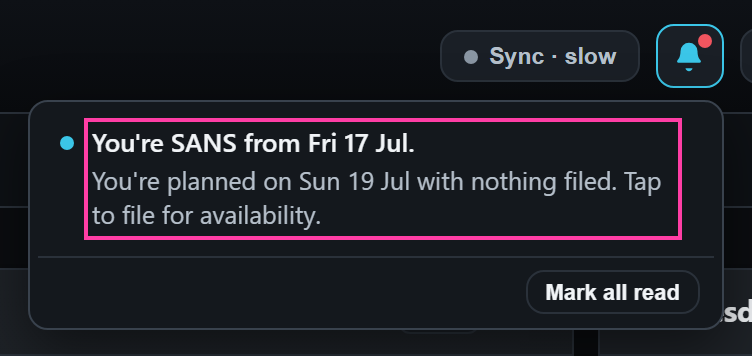 Sync · slow
You're SANS from Fri 17 Jul.
You're planned on Sun 19 Jul with nothing filed. Tap
to file for availability.
Mark all read